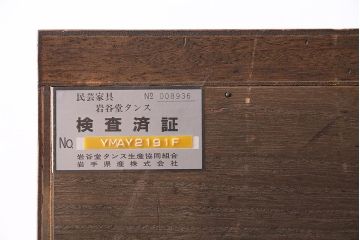 民芸家具 № 008936
岩谷堂タンス
検査済証
No. YMAY2191F
岩谷堂タンス生産協同組合
岩手県産株式会社